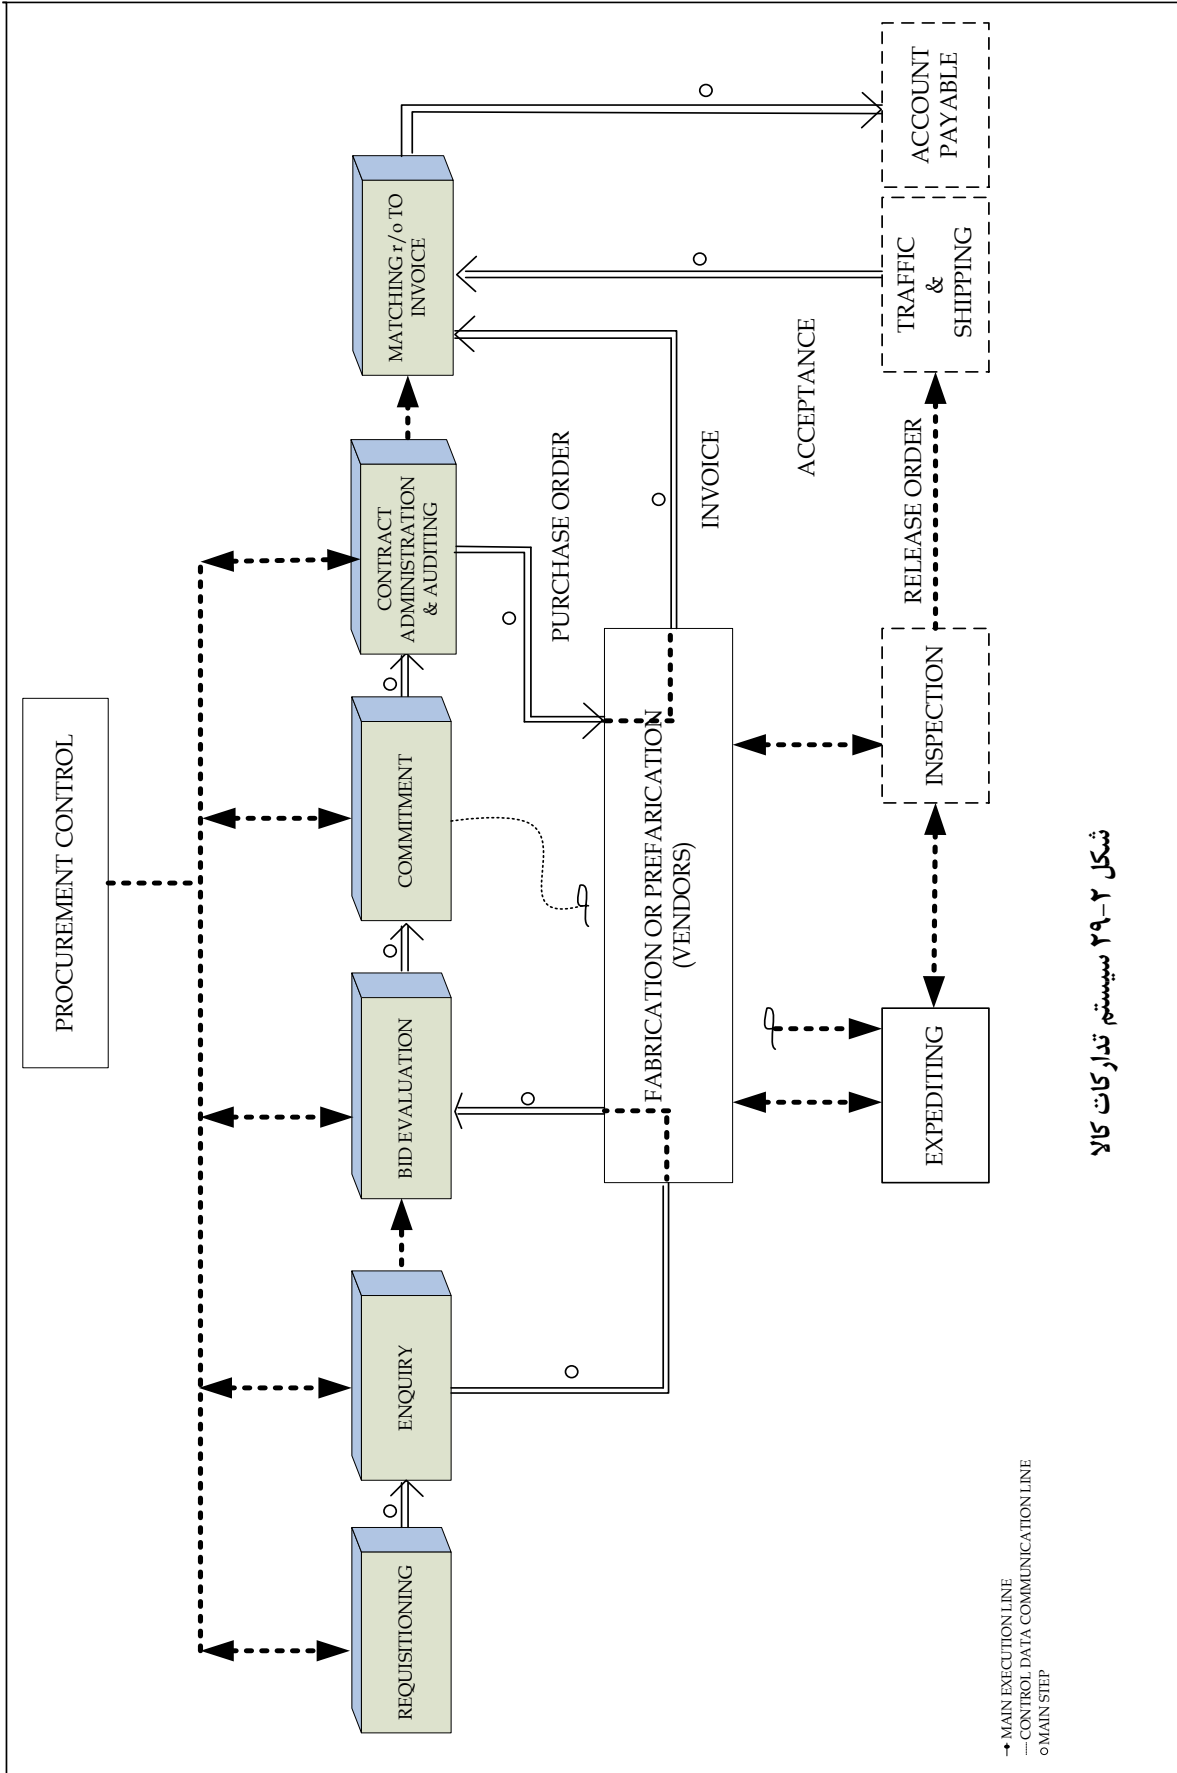 PROCUREMENT CONTROL
REQUISITIONING
ENQUIRY
BID EVALUATION
COMMITMENT
CONTRACT
ADMINISTRATION
& AUDITING
MATCHING r/o TO
INVOICE
PURCHASE ORDER
FABRICATION OR PREFARICATION
(VENDORS)
INVOICE
ACCEPTANCE
EXPEDITING
INSPECTION
RELEASE ORDER
TRAFFIC
&
SHIPPING
ACCOUNT
PAYABLE
MAIN EXECUTION LINE
CONTROL DATA COMMUNICATION LINE
MAIN STEP
شکل ۲-۲۹ سیستم تدارکات کالا